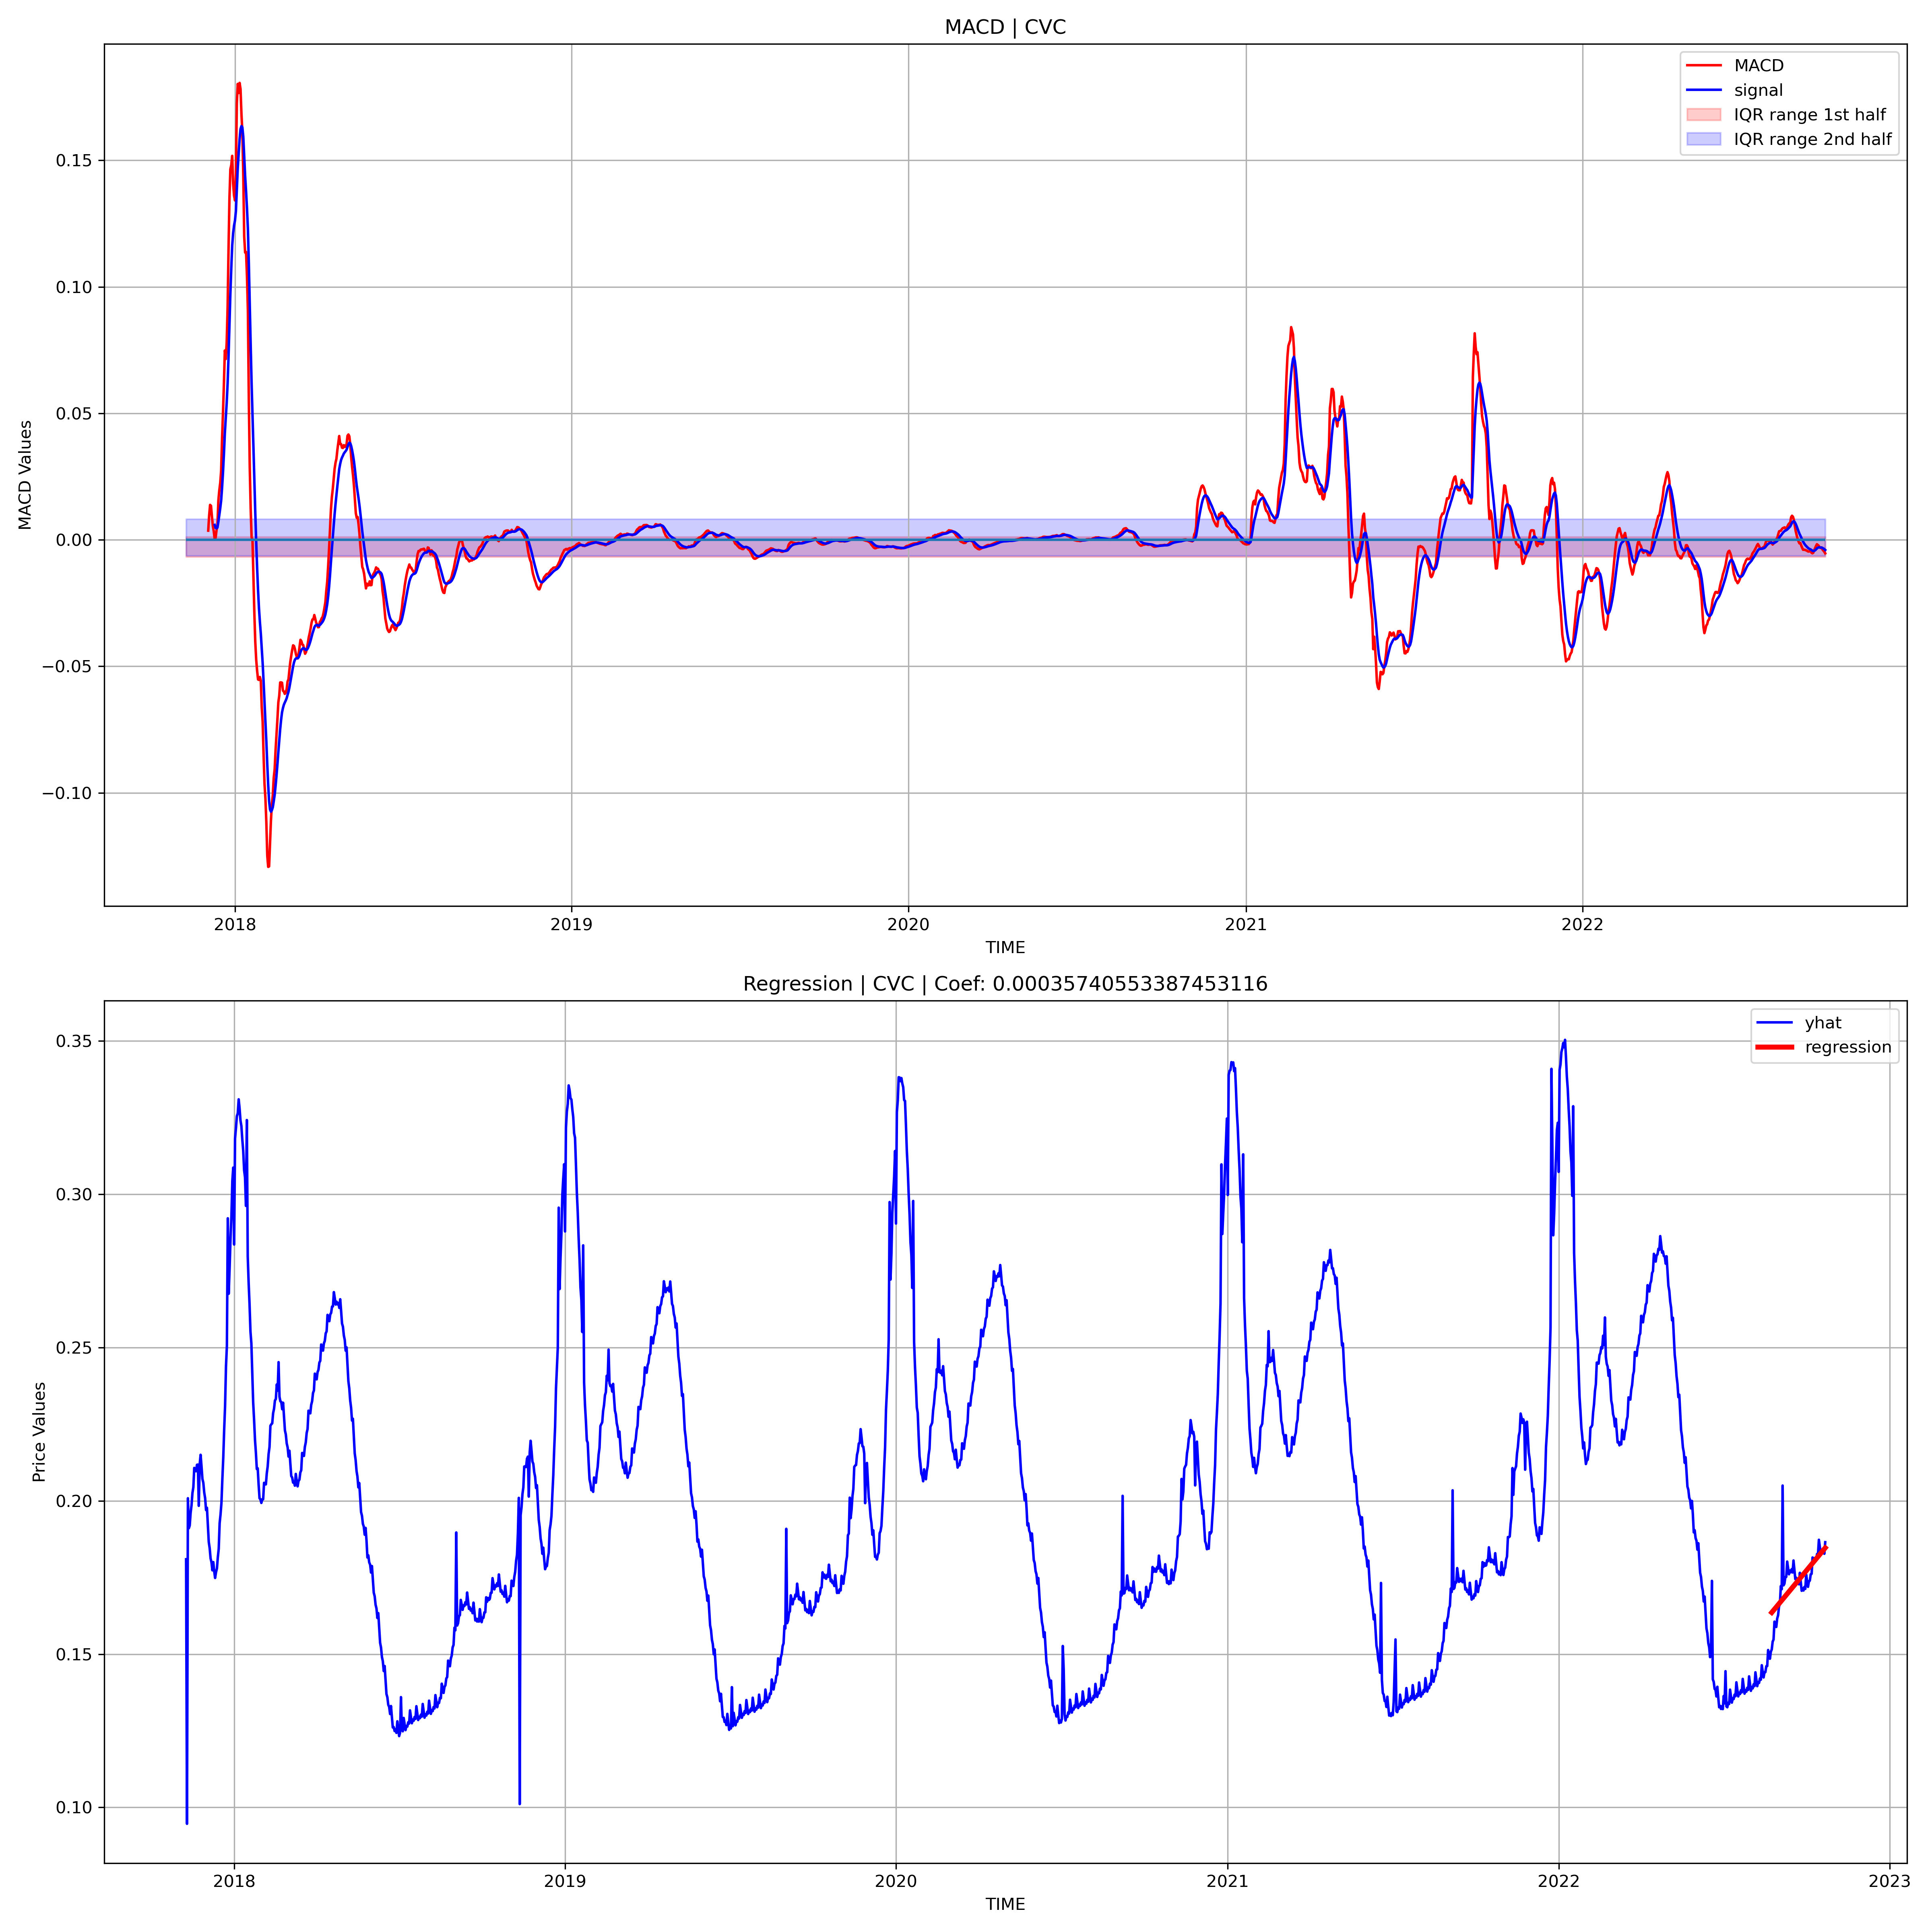 MACD | CVC
MACD
signal
IQR range 1st half
IQR range 2nd half
MACD Values
0.15
0.10
0.05
0.00
−0.05
−0.10
2018 2019 2020 2021 2022
TIME
Regression | CVC | Coef: 0.00035740553387453116
yhat
regression
Price Values
0.35
0.30
0.25
0.20
0.15
0.10
2018 2019 2020 2021 2022 2023
TIME